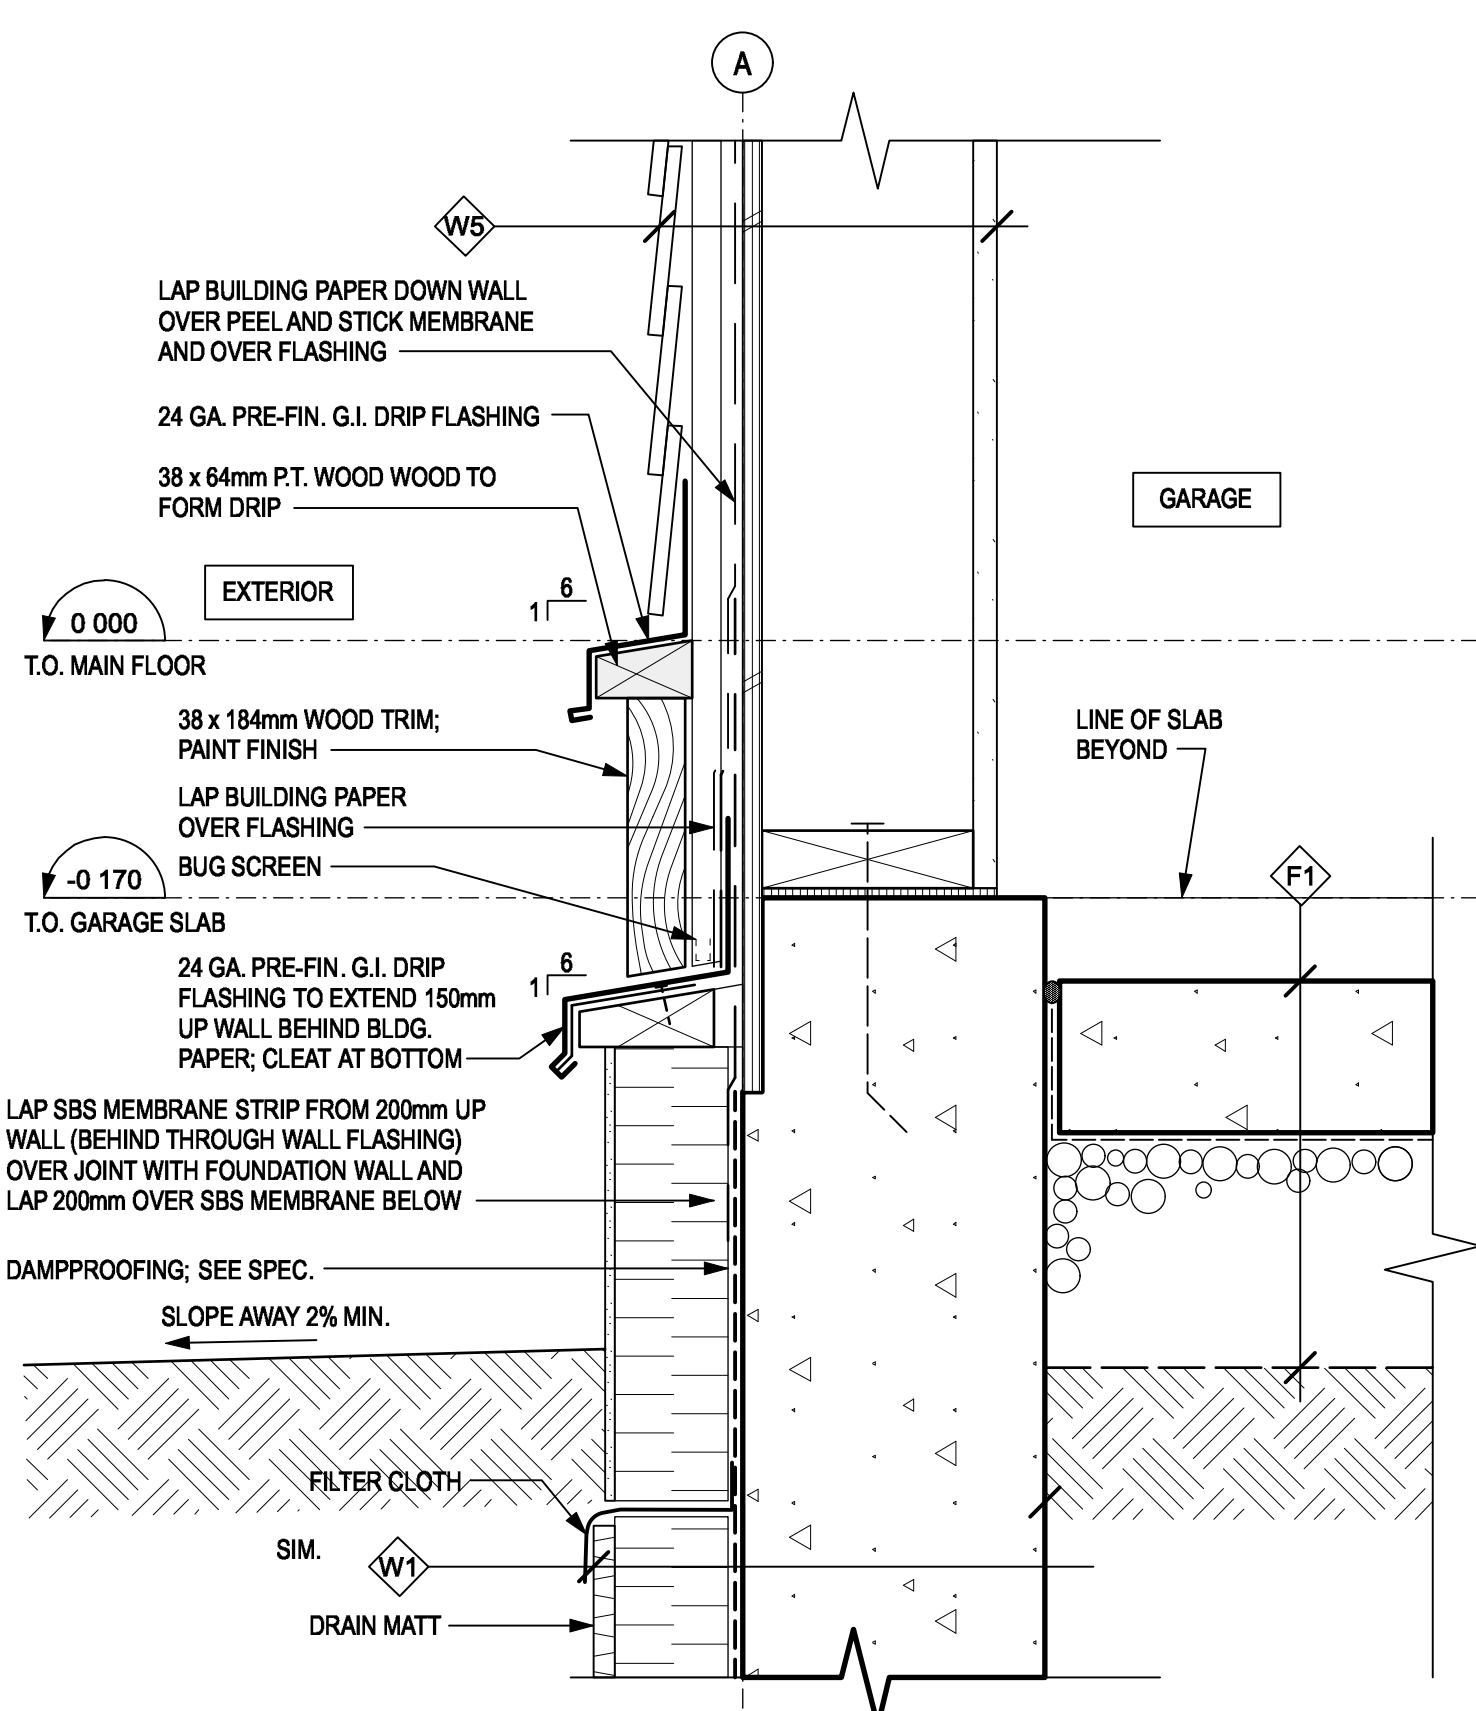 A
W5
LAP BUILDING PAPER DOWN WALL
OVER PEEL AND STICK MEMBRANE
AND OVER FLASHING
24 GA. PRE-FIN. G.I. DRIP FLASHING
38 x 64mm P.T. WOOD WOOD TO
FORM DRIP
GARAGE
EXTERIOR
6
1
0 000
T.O. MAIN FLOOR
38 x 184mm WOOD TRIM;
PAINT FINISH
LINE OF SLAB
BEYOND
LAP BUILDING PAPER
OVER FLASHING
BUG SCREEN
-0 170
F1
T.O. GARAGE SLAB
24 GA. PRE-FIN. G.I. DRIP
FLASHING TO EXTEND 150mm
UP WALL BEHIND BLDG.
PAPER; CLEAT AT BOTTOM
6
1
LAP SBS MEMBRANE STRIP FROM 200mm UP
WALL (BEHIND THROUGH WALL FLASHING)
OVER JOINT WITH FOUNDATION WALL AND
LAP 200mm OVER SBS MEMBRANE BELOW
DAMPPROOFING; SEE SPEC.
SLOPE AWAY 2% MIN.
FILTER CLOTH
SIM.
W1
DRAIN MATT